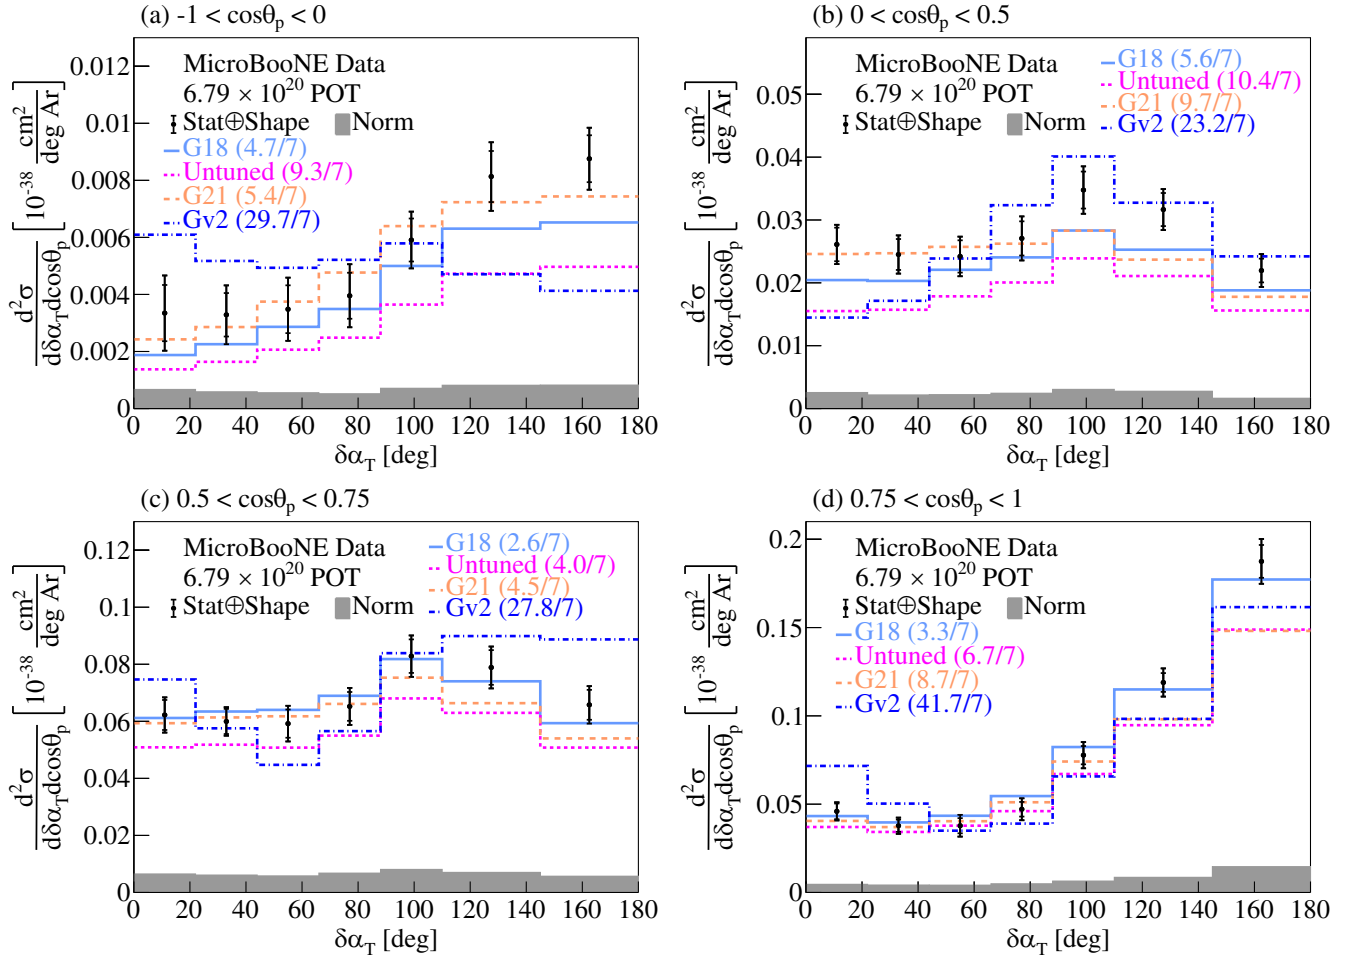 (a) -1 < cosθp < 0
d²σ/dδαTdcosθp [10⁻³⁸ cm²/deg Ar]
0.012
0.01
0.008
0.006
0.004
0.002
0
MicroBooNE Data
6.79 × 10²⁰ POT
Stat⊕Shape Norm
G18 (4.7/7)
Untuned (9.3/7)
G21 (5.4/7)
Gv2 (29.7/7)
0 20 40 60 80 100 120 140 160 180
δαT [deg]
(b) 0 < cosθp < 0.5
d²σ/dδαTdcosθp [10⁻³⁸ cm²/deg Ar]
0.05
0.04
0.03
0.02
0.01
0
MicroBooNE Data
6.79 × 10²⁰ POT
Stat⊕Shape Norm
G18 (5.6/7)
Untuned (10.4/7)
G21 (9.7/7)
Gv2 (23.2/7)
0 20 40 60 80 100 120 140 160 180
δαT [deg]
(c) 0.5 < cosθp < 0.75
d²σ/dδαTdcosθp [10⁻³⁸ cm²/deg Ar]
0.12
0.1
0.08
0.06
0.04
0.02
0
MicroBooNE Data
6.79 × 10²⁰ POT
Stat⊕Shape Norm
G18 (2.6/7)
Untuned (4.0/7)
G21 (4.5/7)
Gv2 (27.8/7)
0 20 40 60 80 100 120 140 160 180
δαT [deg]
(d) 0.75 < cosθp < 1
d²σ/dδαTdcosθp [10⁻³⁸ cm²/deg Ar]
0.2
0.15
0.1
0.05
0
MicroBooNE Data
6.79 × 10²⁰ POT
Stat⊕Shape Norm
G18 (3.3/7)
Untuned (6.7/7)
G21 (8.7/7)
Gv2 (41.7/7)
0 20 40 60 80 100 120 140 160 180
δαT [deg]